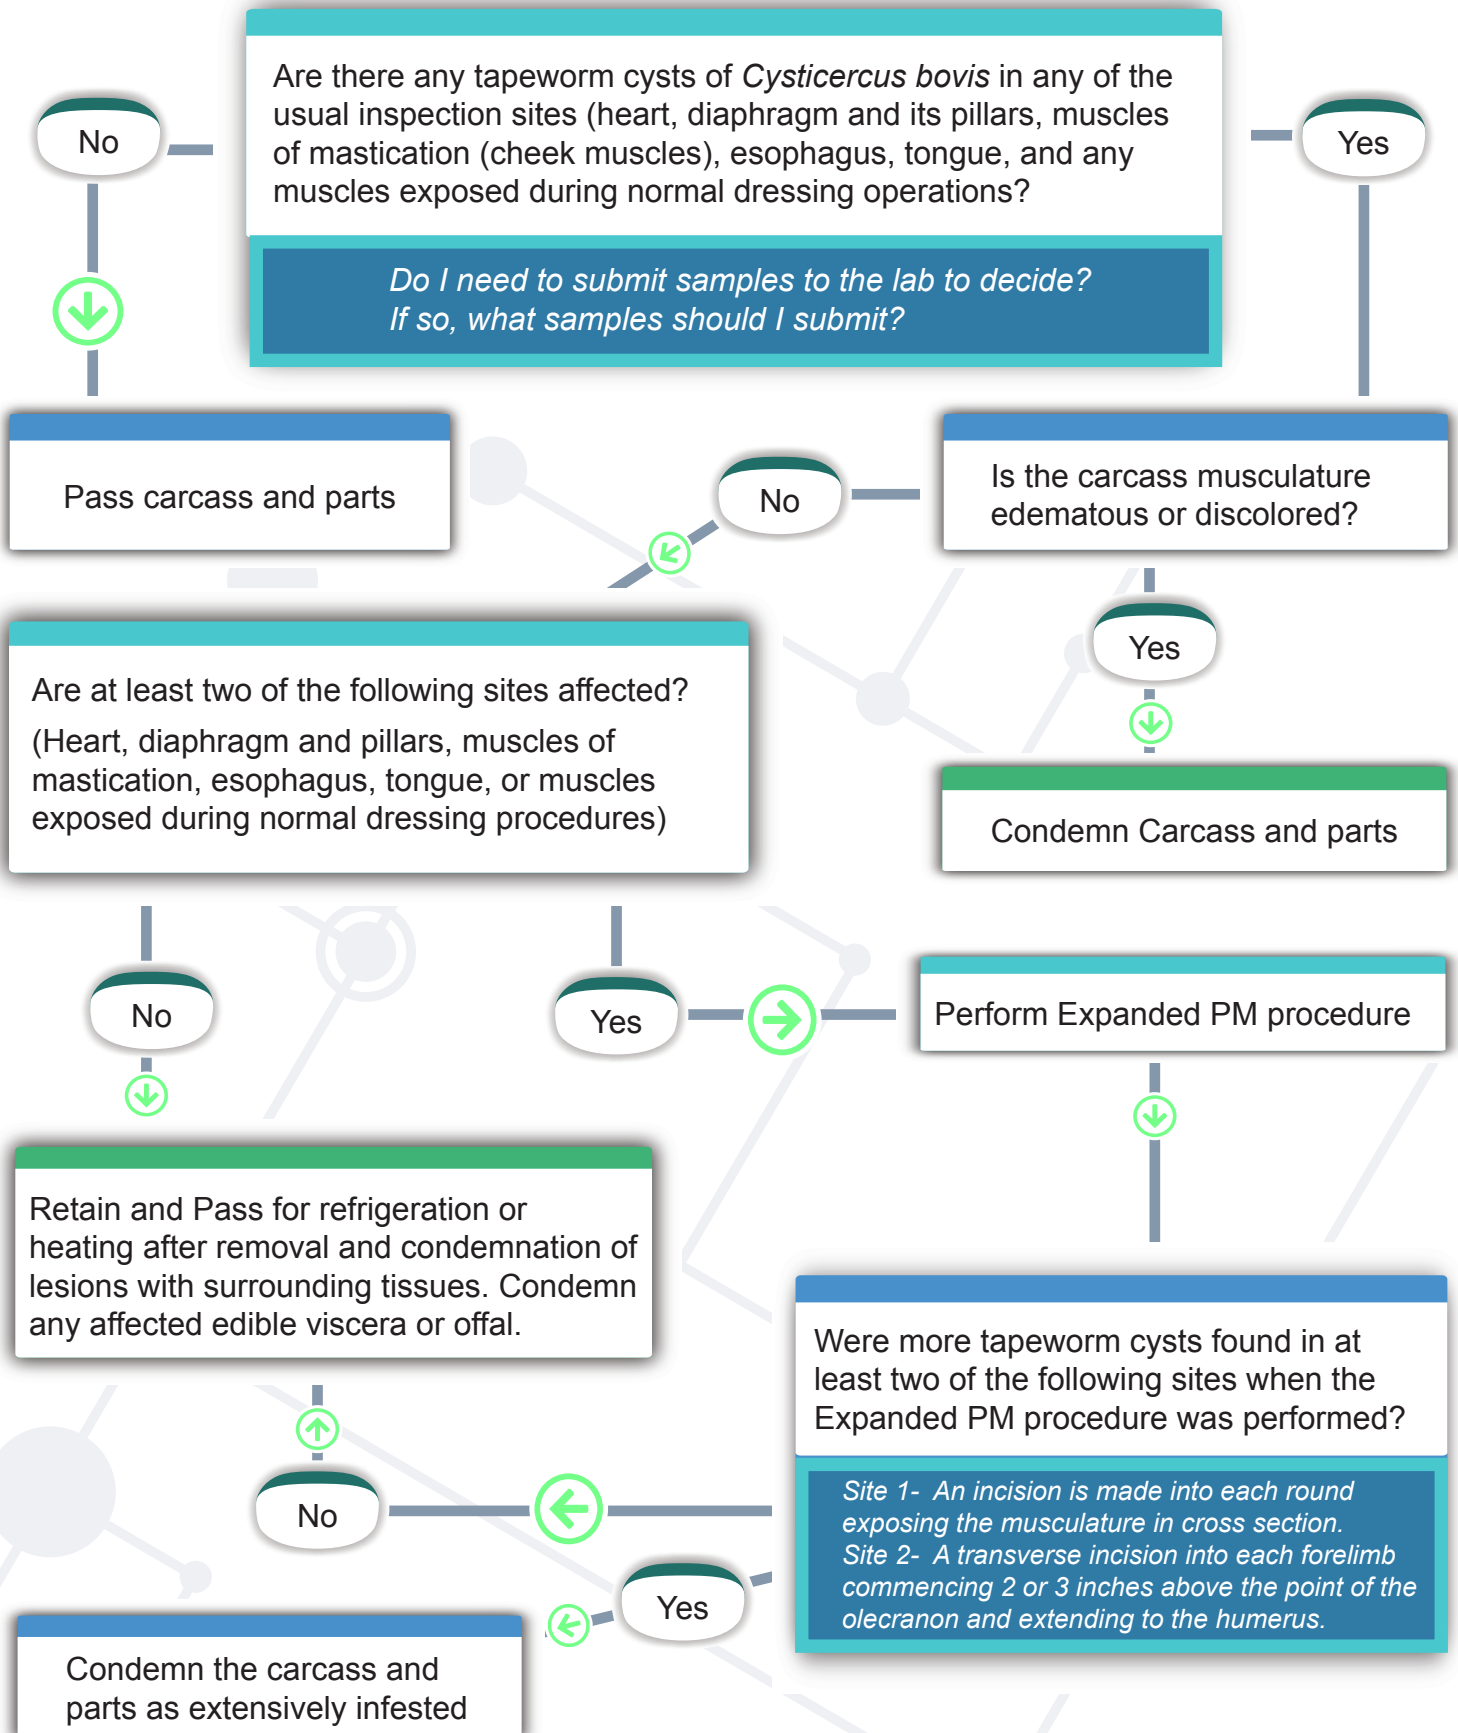 Are there any tapeworm cysts of Cysticercus bovis in any of the
usual inspection sites (heart, diaphragm and its pillars, muscles
of mastication (cheek muscles), esophagus, tongue, and any
muscles exposed during normal dressing operations?
No
Yes
Do I need to submit samples to the lab to decide?
If so, what samples should I submit?
Pass carcass and parts
No
Is the carcass musculature
edematous or discolored?
Yes
Condemn Carcass and parts
Are at least two of the following sites affected?
(Heart, diaphragm and pillars, muscles of
mastication, esophagus, tongue, or muscles
exposed during normal dressing procedures)
No
Yes
Perform Expanded PM procedure
Retain and Pass for refrigeration or
heating after removal and condemnation of
lesions with surrounding tissues. Condemn
any affected edible viscera or offal.
Were more tapeworm cysts found in at
least two of the following sites when the
Expanded PM procedure was performed?
Site 1- An incision is made into each round
exposing the musculature in cross section.
Site 2- A transverse incision into each forelimb
commencing 2 or 3 inches above the point of the
olecranon and extending to the humerus.
No
Yes
Condemn the carcass and
parts as extensively infested